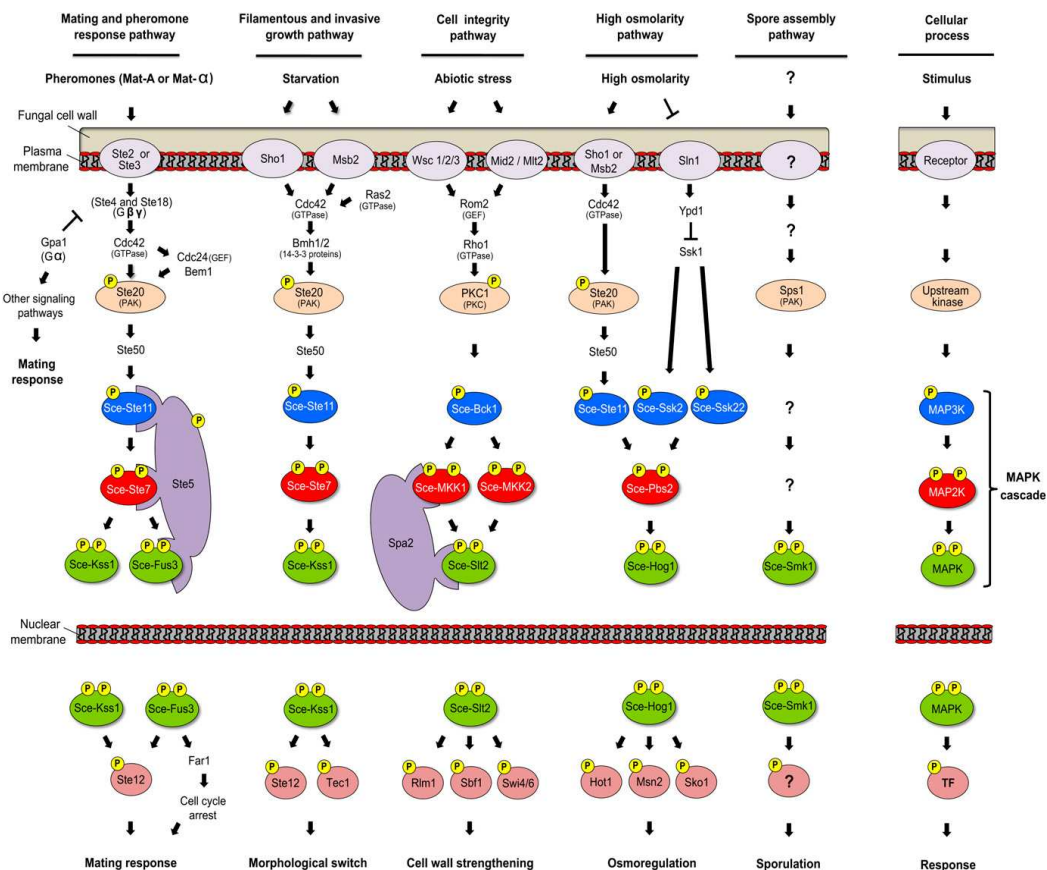 Mating and pheromone
response pathway
Filamentous and invasive
growth pathway
Cell integrity
pathway
High osmolarity
pathway
Spore assembly
pathway
Cellular
process
Pheromones (Mat-A or Mat-α)
Starvation
Abiotic stress
High osmolarity
?
Stimulus
Fungal cell wall
Plasma
membrane
Ste2 or
Ste3
Sho1
Msb2
Wsc 1/2/3
Mid2 / Mlt2
Sho1 or
Msb2
Sln1
?
Receptor
(Ste4 and Ste18)
(Gβγ)
Cdc42
(GTPase)
Ras2
(GTPase)
Rom2
(GEF)
Cdc42
(GTPase)
Ypd1
?
Gpa1
(Gα)
Cdc42
(GTPase)
Cdc24 (GEF)
Bem1
Bmh1/2
(14-3-3 proteins)
Rho1
(GTPase)
Ssk1
P
Ste20
(PAK)
P
Ste20
(PAK)
P
PKC1
(PKC)
P
Ste20
(PAK)
Sps1
(PAK)
Upstream
kinase
Other signaling
pathways
Mating
response
Ste50
Ste50
Ste50
P
Sce-Ste11
P
P
Sce-Ste11
P
Sce-Bck1
P
Sce-Ste11
P
Sce-Ssk2
P
Sce-Ssk22
?
P
MAP3K
P P
Sce-Ste7
Ste5
P P
Sce-Ste7
P P
Sce-MKK1
P P
Sce-MKK2
P P
Sce-Pbs2
?
P P
MAP2K
MAPK
cascade
P P
Sce-Kss1
P P
Sce-Fus3
P P
Sce-Kss1
Spa2
P P
Sce-Slt2
P P
Sce-Hog1
P P
Sce-Smk1
P P
MAPK
Nuclear
membrane
P P
Sce-Kss1
P P
Sce-Fus3
P P
Sce-Kss1
P P
Sce-Slt2
P P
Sce-Hog1
P P
Sce-Smk1
P P
MAPK
P
Ste12
Far1
Cell cycle
arrest
P
Ste12
P
Tec1
P
Rlm1
P
Sbf1
P
Swi4/6
P
Hot1
P
Msn2
P
Sko1
P
?
P
TF
Mating response
Morphological switch
Cell wall strengthening
Osmoregulation
Sporulation
Response